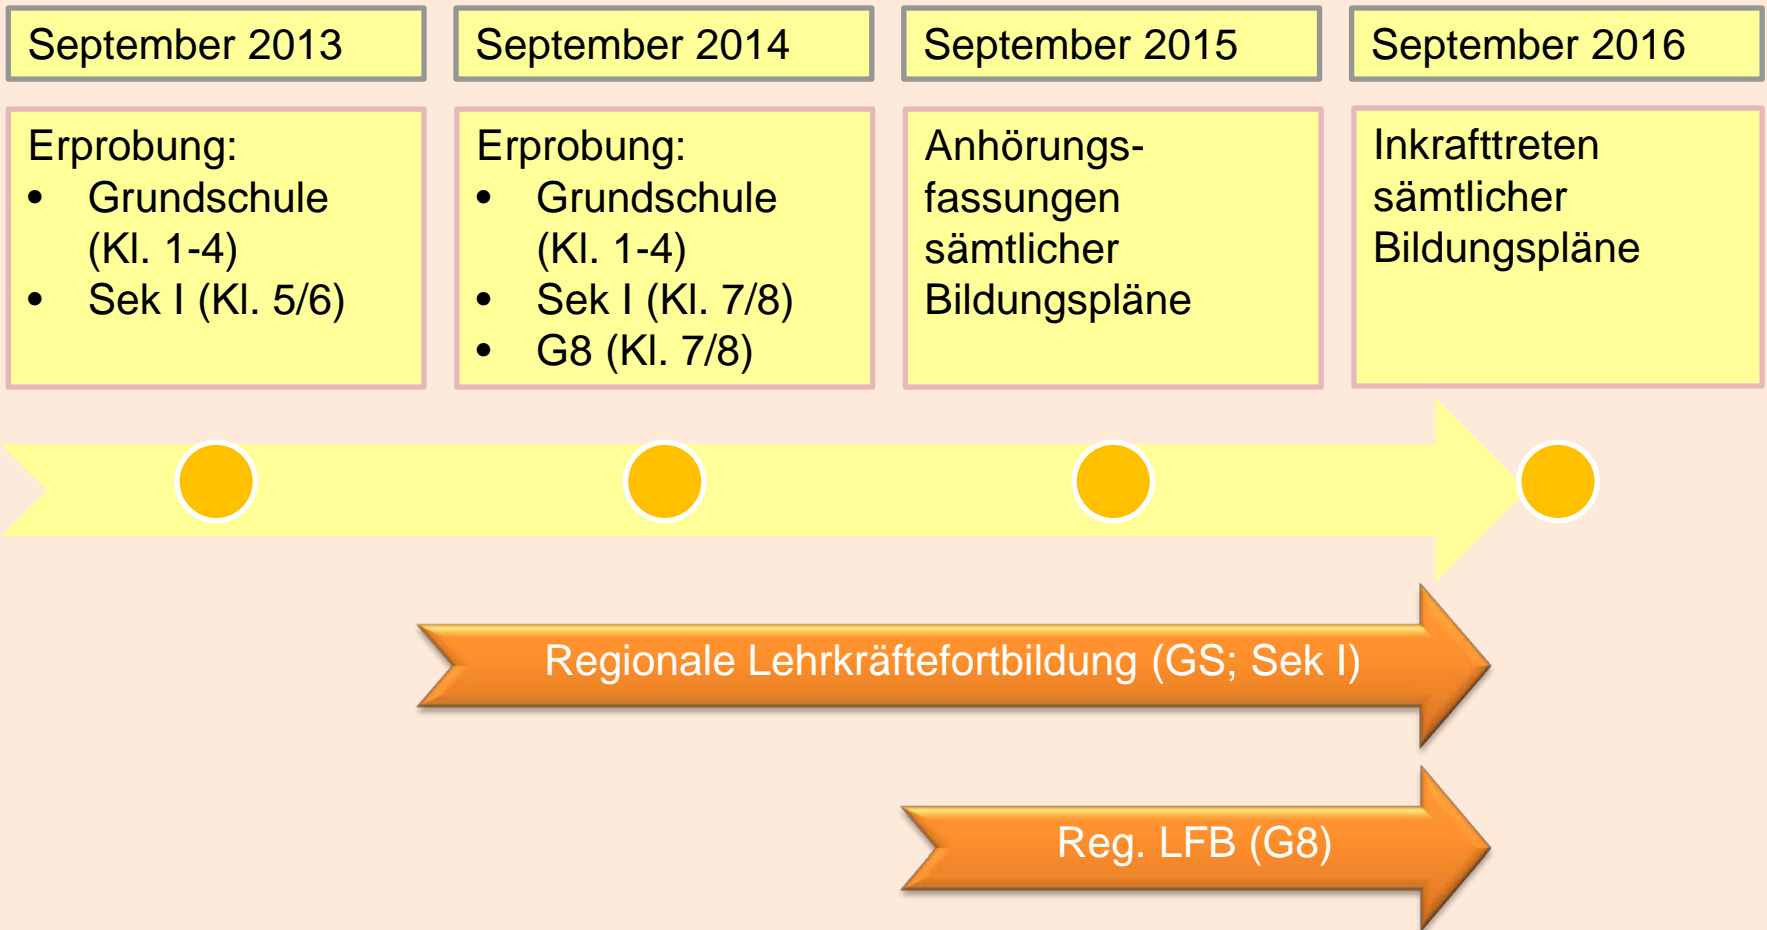 September 2013
September 2014
September 2015
September 2016
Erprobung:
• Grundschule
(Kl. 1-4)
• Sek I (Kl. 5/6)
Erprobung:
• Grundschule
(Kl. 1-4)
• Sek I (Kl. 7/8)
• G8 (Kl. 7/8)
Anhörungs-
fassungen
sämtlicher
Bildungspläne
Inkrafttreten
sämtlicher
Bildungspläne
Regionale Lehrkräftefortbildung (GS; Sek I)
Reg. LFB (G8)